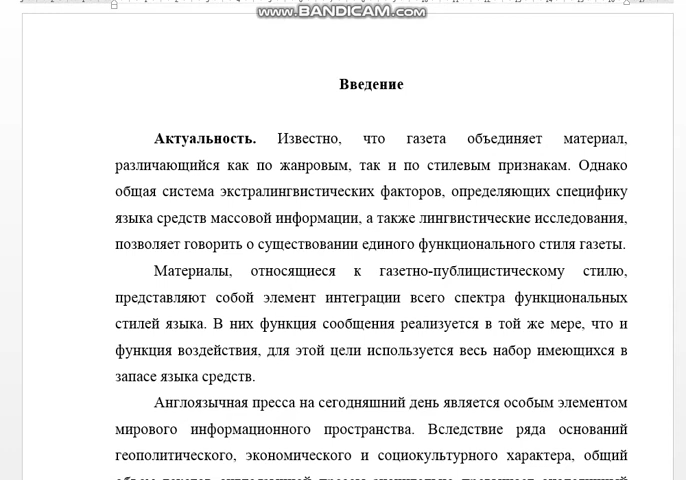 www.BANDICAM.com
Введение
Актуальность. Известно, что газета объединяет материал,
различающийся как по жанровым, так и по стилевым признакам. Однако
общая система экстралингвистических факторов, определяющих специфику
языка средств массовой информации, а также лингвистические исследования,
позволяет говорить о существовании единого функционального стиля газеты.
Материалы, относящиеся к газетно-публицистическому стилю,
представляют собой элемент интеграции всего спектра функциональных
стилей языка. В них функция сообщения реализуется в той же мере, что и
функция воздействия, для этой цели используется весь набор имеющихся в
запасе языка средств.
Англоязычная пресса на сегодняшний день является особым элементом
мирового информационного пространства. Вследствие ряда оснований
геополитического, экономического и социокультурного характера, общий